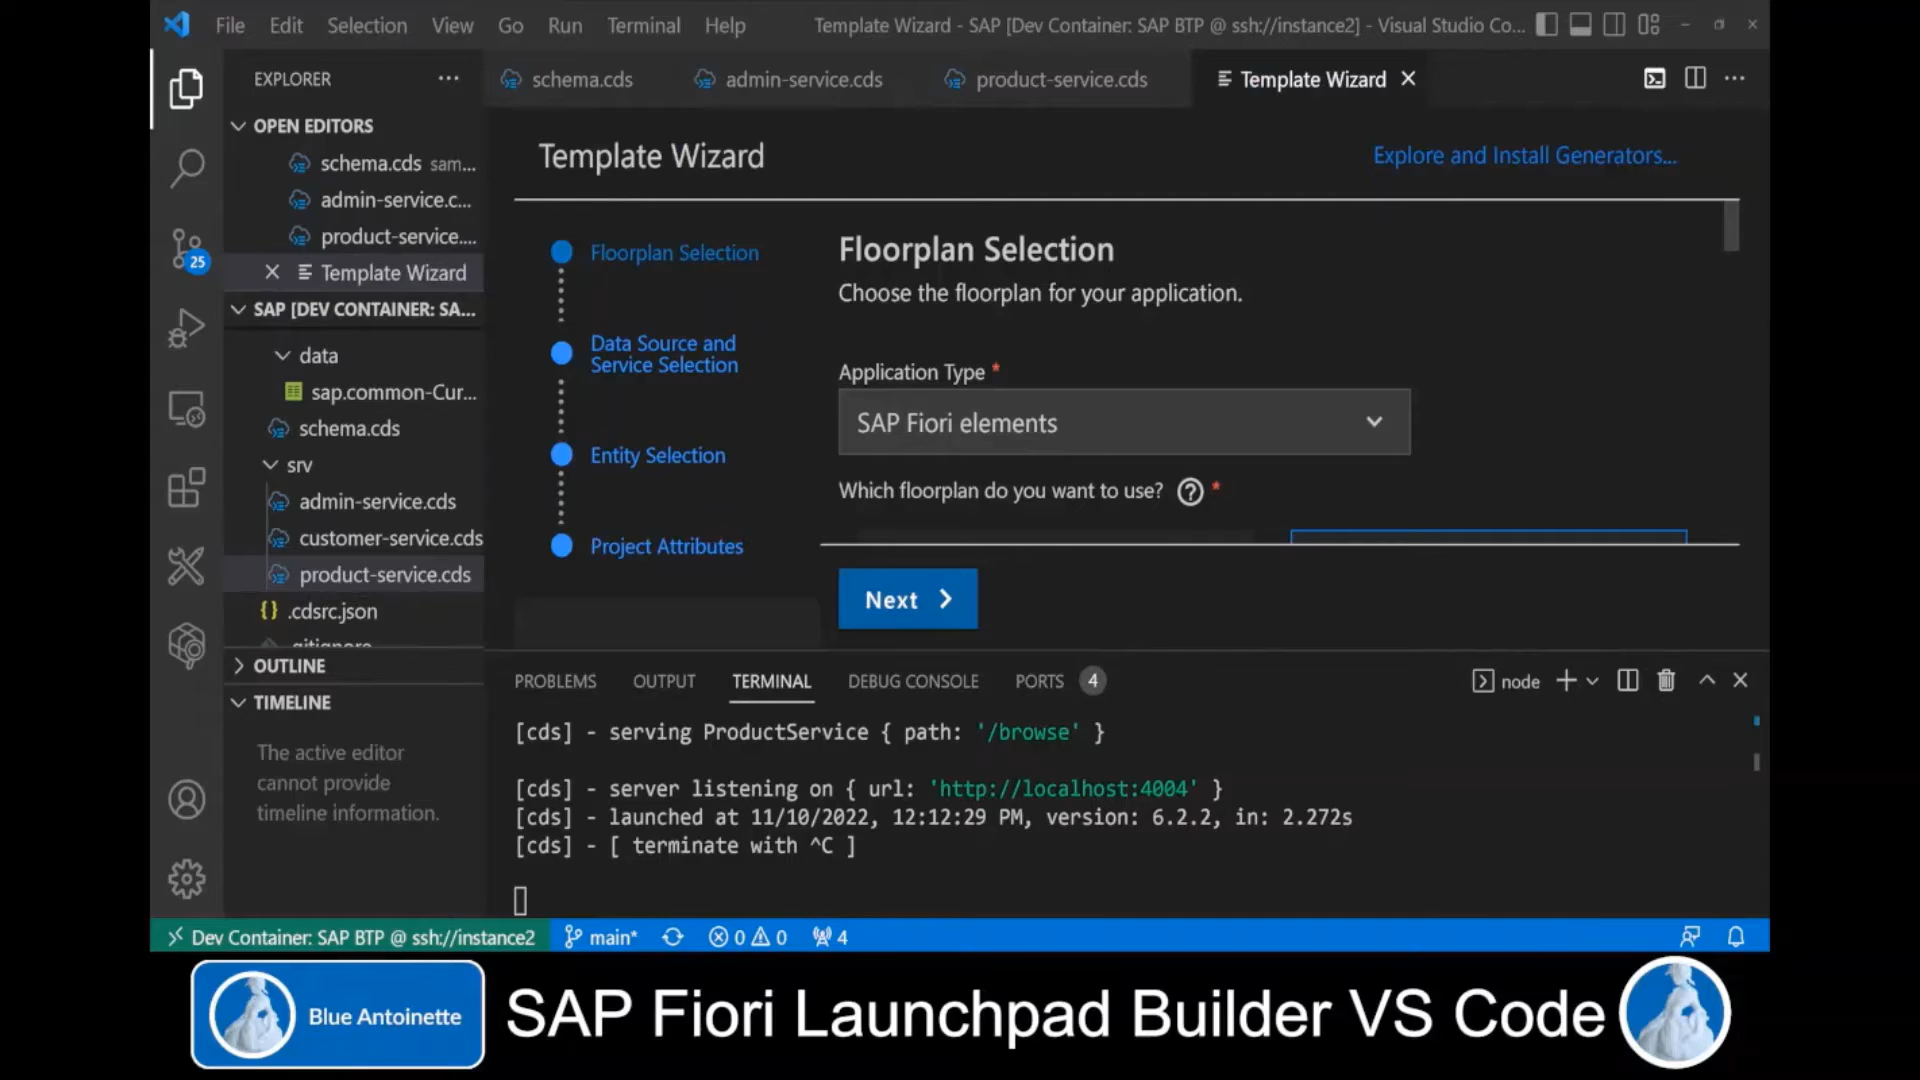 File Edit Selection View Go Run Terminal Help Template Wizard - SAP [Dev Container: SAP BTP @ ssh://instance2] - Visual Studio Co...
EXPLORER ...
schema.cds admin-service.cds product-service.cds Template Wizard
OPEN EDITORS
schema.cds sam...
admin-service.c...
product-service....
Template Wizard
SAP [DEV CONTAINER: SA...
data
sap.common-Cur...
schema.cds
srv
admin-service.cds
customer-service.cds
product-service.cds
{} .cdsrc.json
.gitignore
OUTLINE
TIMELINE
The active editor
cannot provide
timeline information.
25
Template Wizard
Explore and Install Generators...
Floorplan Selection
Data Source and
Service Selection
Entity Selection
Project Attributes
Floorplan Selection
Choose the floorplan for your application.
Application Type *
SAP Fiori elements
Which floorplan do you want to use? ? *
Next
PROBLEMS OUTPUT TERMINAL DEBUG CONSOLE PORTS 4
node
[cds] - serving ProductService { path: '/browse' }
[cds] - server listening on { url: 'http://localhost:4004' }
[cds] - launched at 11/10/2022, 12:12:29 PM, version: 6.2.2, in: 2.272s
[cds] - [ terminate with ^C ]
Dev Container: SAP BTP @ ssh://instance2 main* 0 0 4
Blue Antoinette
SAP Fiori Launchpad Builder VS Code